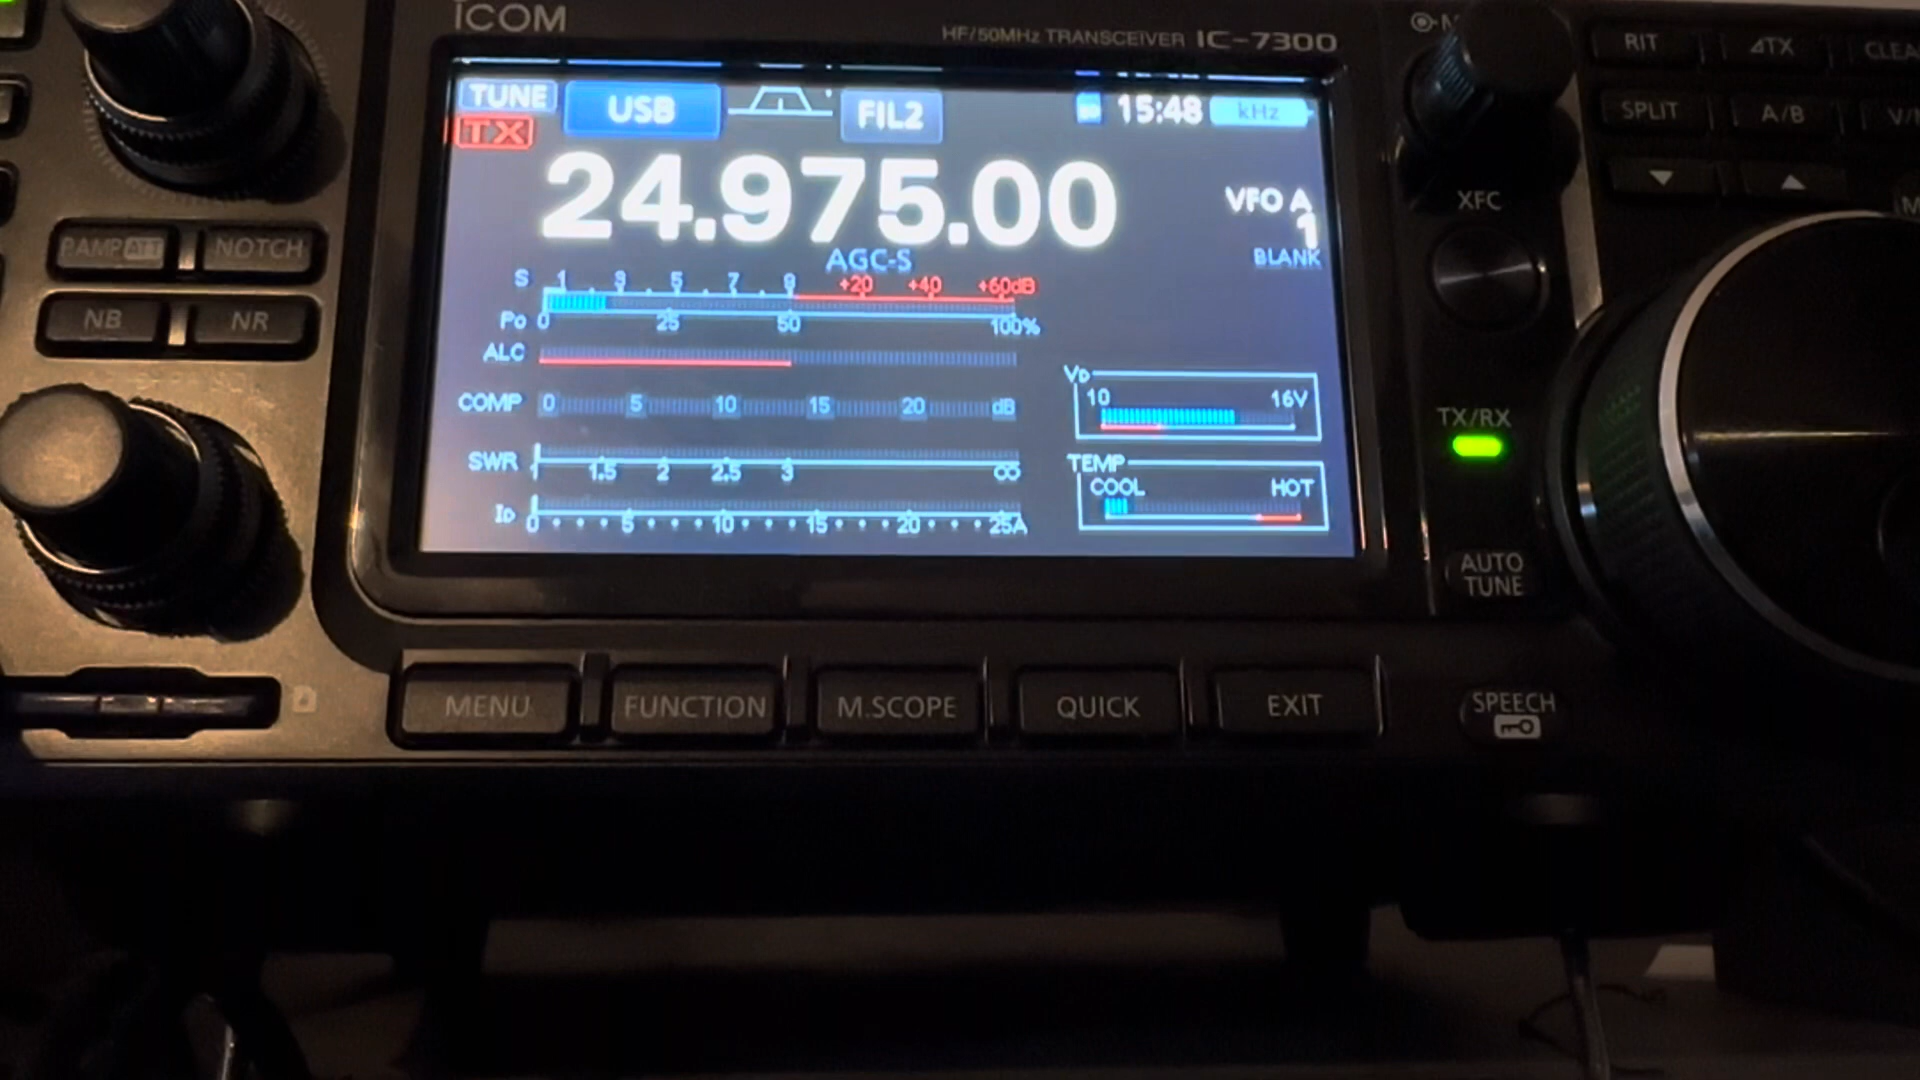 ICOM
HF/50MHz TRANSCEIVER IC-7300
TUNE USB FIL2 15:48 kHz
TX
24.975.00
VFO A
1
AGC-S
BLANK
S 1 3 5 7 9 +20 +40 +60dB
Po 0 25 50 100%
ALC
COMP 0 5 10 15 20 dB
SWR 1 1.5 2 2.5 3 ∞
ID 0 5 10 15 20 25A
VD
10 16V
TEMP
COOL HOT
P.AMP ATT NOTCH
NB NR
MENU FUNCTION M.SCOPE QUICK EXIT
RIT ⊿TX
SPLIT A/B
▼ ▲
XFC
TX/RX
AUTO
TUNE
SPEECH